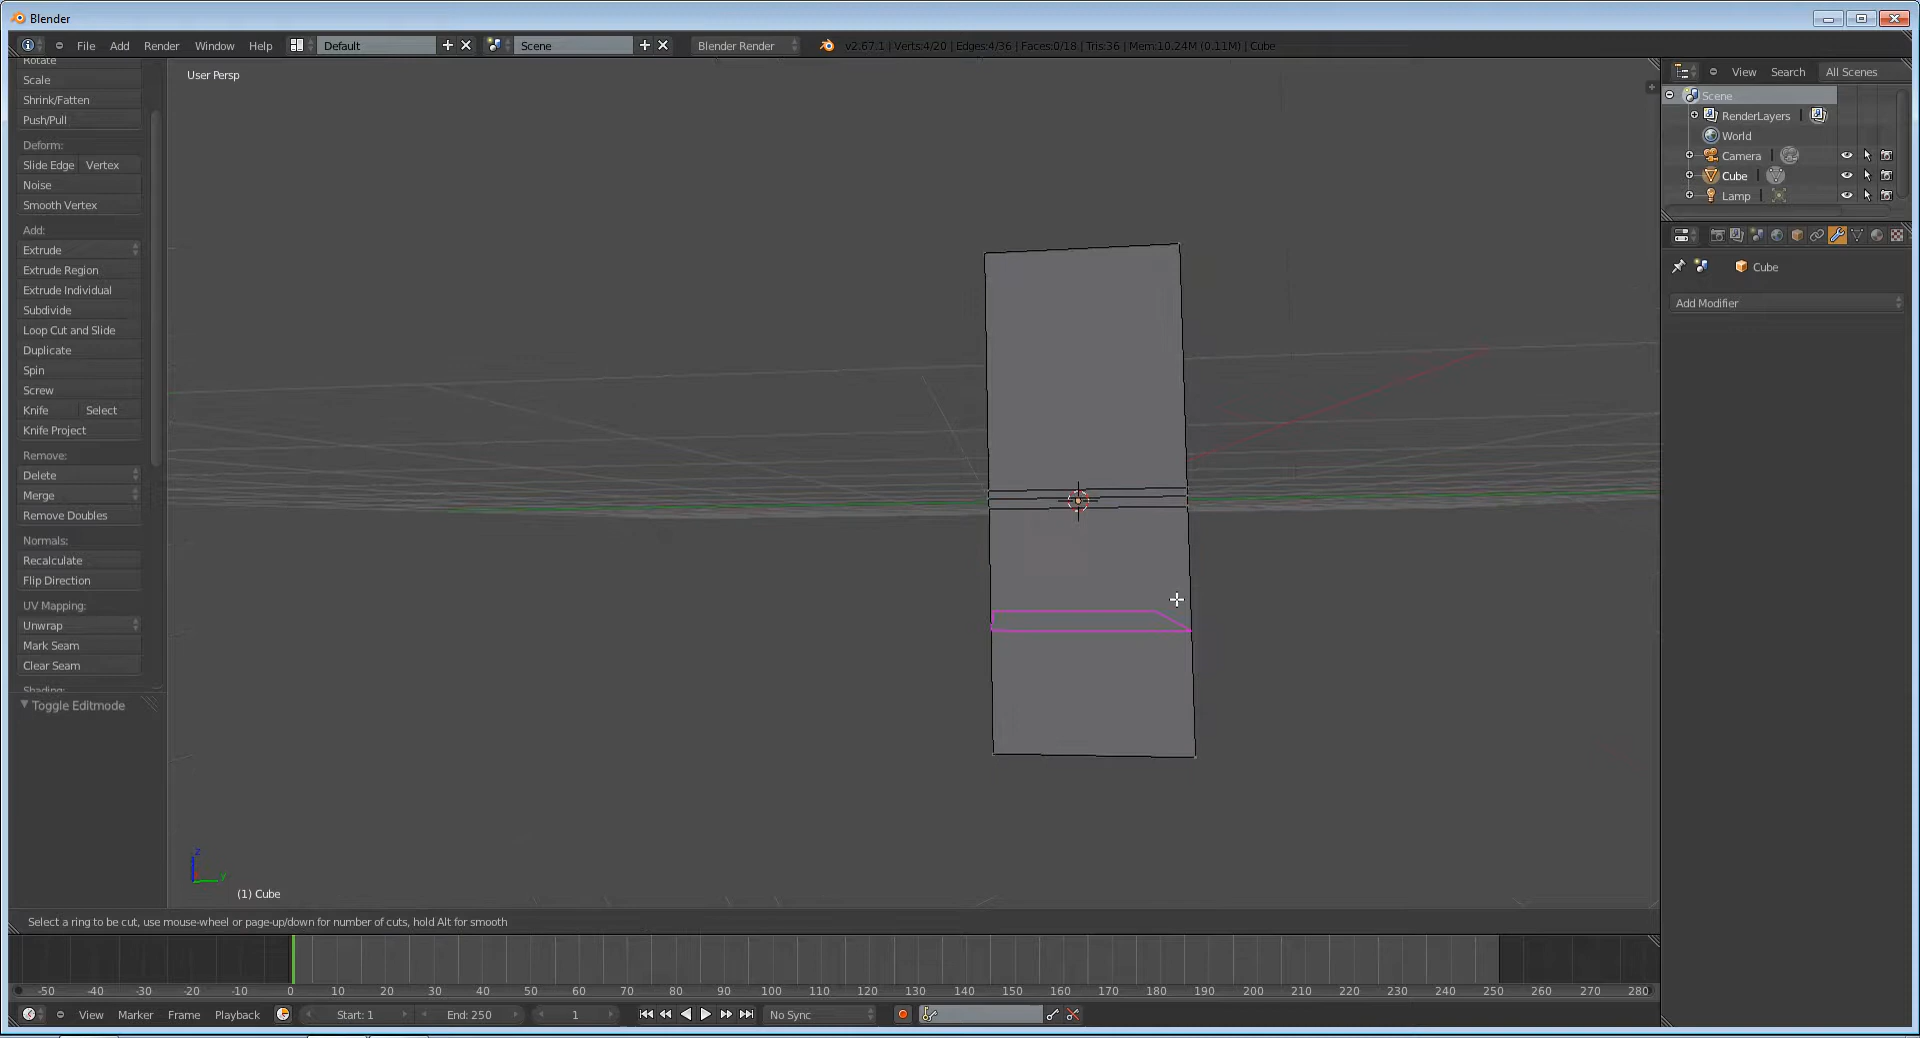 Blender
File Add Render Window Help Default Scene Blender Render v2.67.1 | Verts:4/20 | Edges:4/36 | Faces:0/18 | Tris:36 | Mem:10.24M (0.11M) | Cube
Rotate
Scale
Shrink/Fatten
Push/Pull
Deform:
Slide Edge Vertex
Noise
Smooth Vertex
Add:
Extrude
Extrude Region
Extrude Individual
Subdivide
Loop Cut and Slide
Duplicate
Spin
Screw
Knife Select
Knife Project
Remove:
Delete
Merge
Remove Doubles
Normals:
Recalculate
Flip Direction
UV Mapping:
Unwrap
Mark Seam
Clear Seam
Shading:
Toggle Editmode
User Persp
z
y
(1) Cube
View Search All Scenes
Scene
RenderLayers
World
Camera
Cube
Lamp
Cube
Add Modifier
Select a ring to be cut, use mouse-wheel or page-up/down for number of cuts, hold Alt for smooth
-50 -40 -30 -20 -10 0 10 20 30 40 50 60 70 80 90 100 110 120 130 140 150 160 170 180 190 200 210 220 230 240 250 260 270 280
View Marker Frame Playback Start: 1 End: 250 1 No Sync